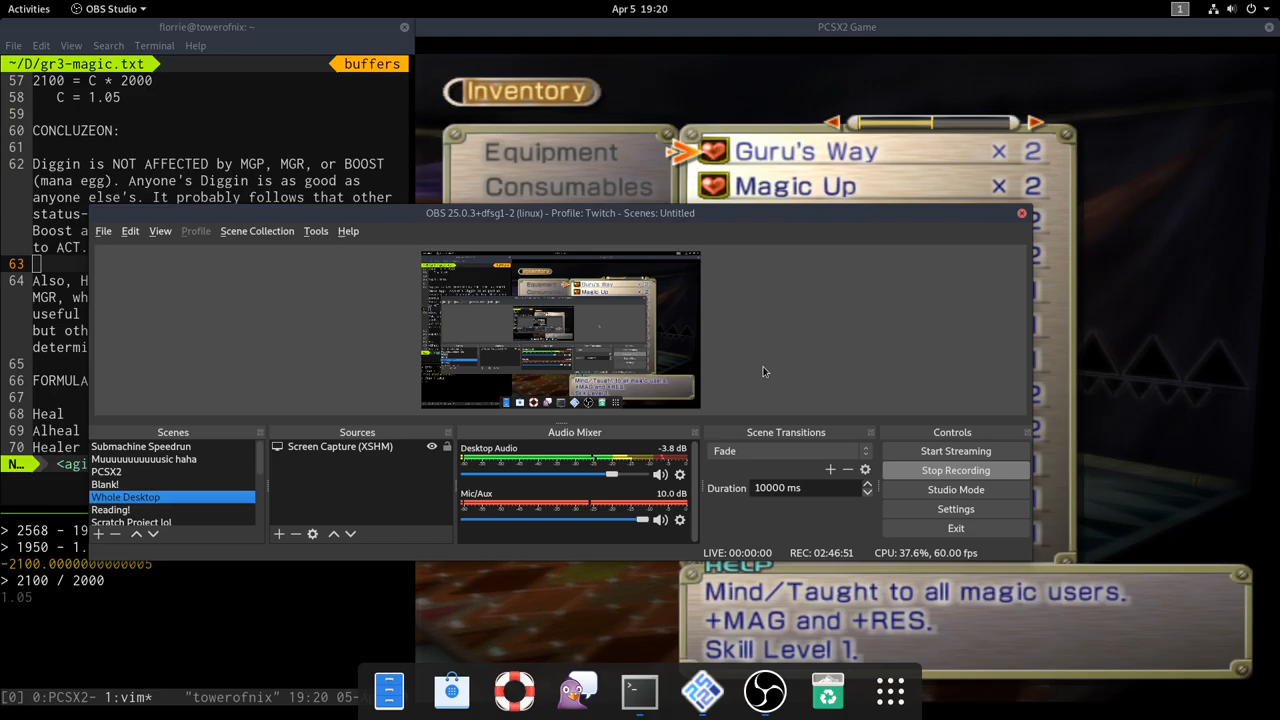 Activities
OBS Studio
Apr 5 19:20
1
florrie@towerofnix: ~
File Edit View Search Terminal Help
~/D/gr3-magic.txt
buffers
57 2100 = C * 2000
58 C = 1.05
59
60 CONCLUZEON:
61
62 Diggin is NOT AFFECTED by MGP, MGR, or BOOST
(mana egg). Anyone's Diggin is as good as
anyone else's. It probably follows that other
status-
Boost a
to ACT.
63
64 Also, H
MGR, wh
useful
but oth
determi
65
66 FORMULA
67
68 Heal
69 Alheal
70 Healer
N… <agi
> 2568 - 19
> 1950 - 1.
-2100.0000000000005
> 2100 / 2000
1.05
[0] 0:PCSX2- 1:vim* "towerofnix" 19:20 05-
PCSX2 Game
Inventory
Equipment
Consumables
Guru's Way × 2
Magic Up × 2
OBS 25.0.3+dfsg1-2 (linux) - Profile: Twitch - Scenes: Untitled
File Edit View Profile Scene Collection Tools Help
Scenes
Submachine Speedrun
Muuuuuuuuusic haha
PCSX2
Blank!
Whole Desktop
Reading!
Scratch Project lol
Sources
Screen Capture (XSHM)
Audio Mixer
Desktop Audio -3.8 dB
Mic/Aux 10.0 dB
Scene Transitions
Fade
Duration 10000 ms
Controls
Start Streaming
Stop Recording
Studio Mode
Settings
Exit
LIVE: 00:00:00 REC: 02:46:51 CPU: 37.6%, 60.00 fps
HELP
Mind/Taught to all magic users.
+MAG and +RES.
Skill Level 1.